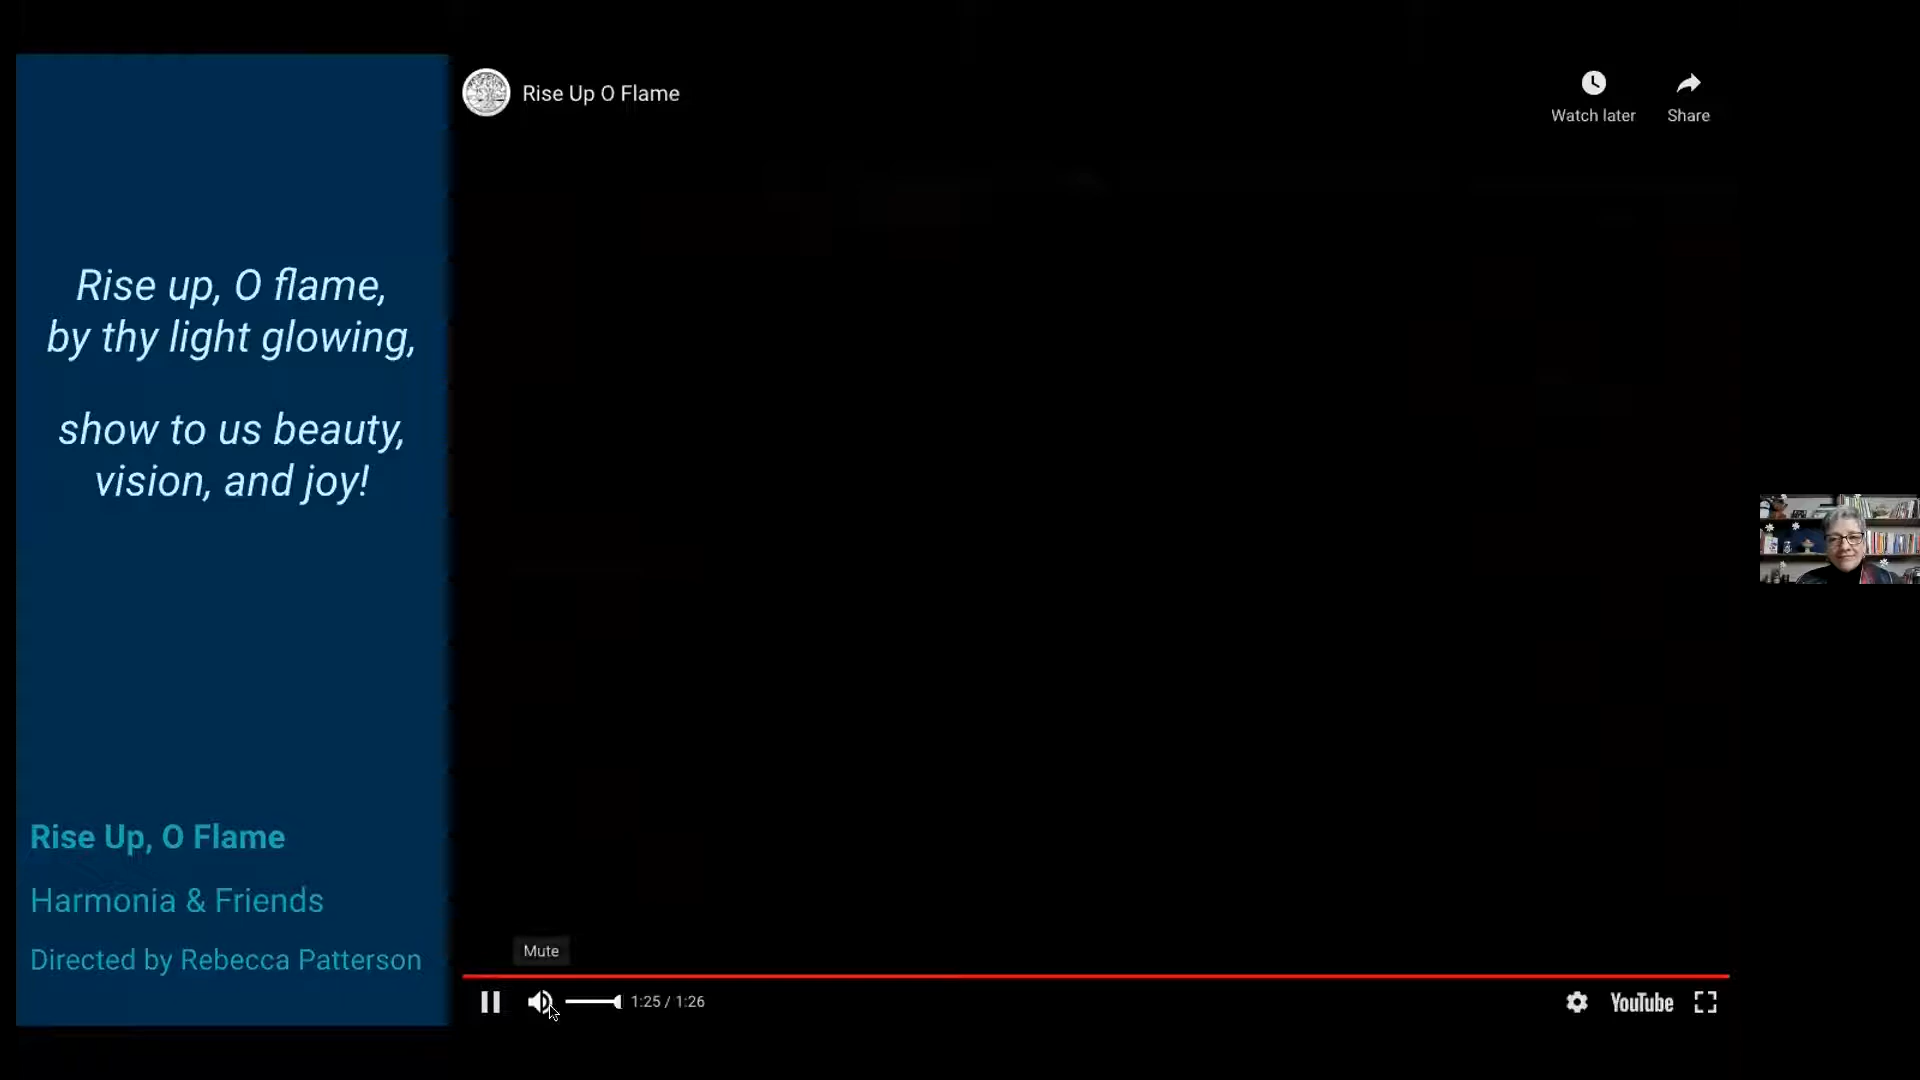 Rise Up O Flame
Watch later
Share
Rise up, O flame,
by thy light glowing,
show to us beauty,
vision, and joy!
Rise Up, O Flame
Harmonia & Friends
Directed by Rebecca Patterson
Mute
1:25 / 1:26
YouTube